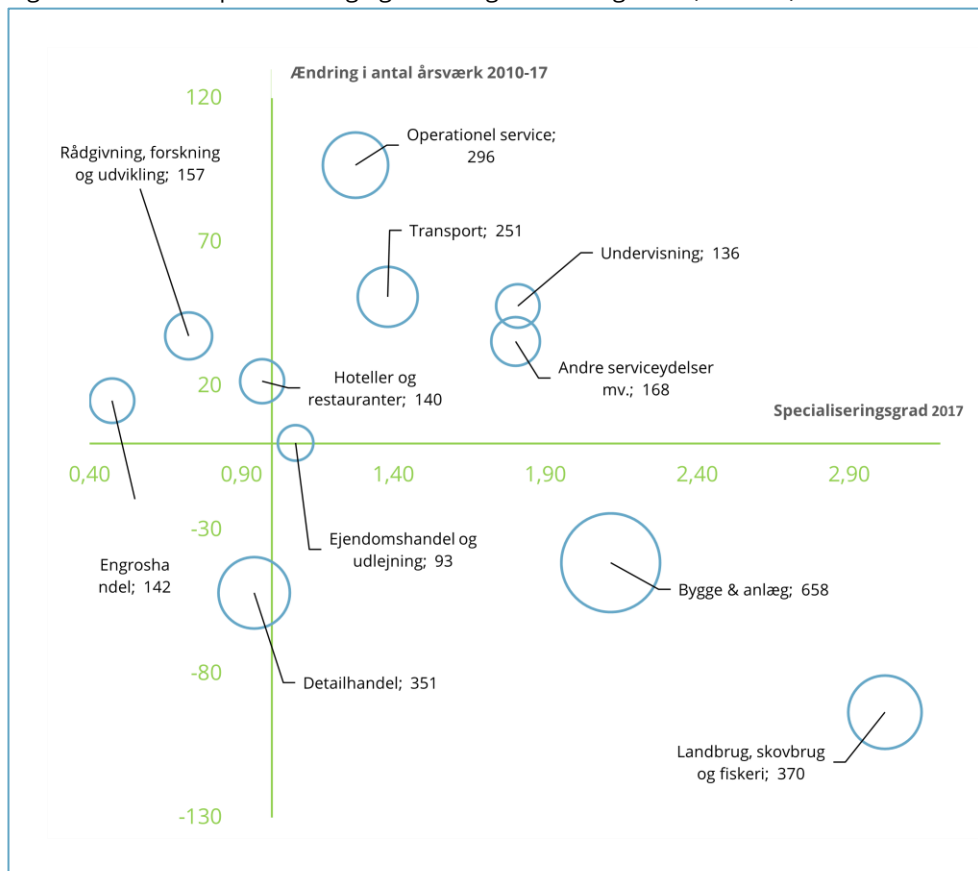 Ændring i antal årsværk 2010-17
120
Operationel service;
296
Rådgivning, forskning
og udvikling; 157
70
Transport; 251
Undervisning; 136
20
Hoteller og
restauranter; 140
Andre serviceydelser
mv.; 168
Specialiseringsgrad 2017
0,40
0,90
1,40
1,90
2,40
2,90
-30
Ejendomshandel og
udlejning; 93
Engrosha
ndel; 142
Bygge & anlæg; 658
-80
Detailhandel; 351
Landbrug, skovbrug
og fiskeri; 370
-130